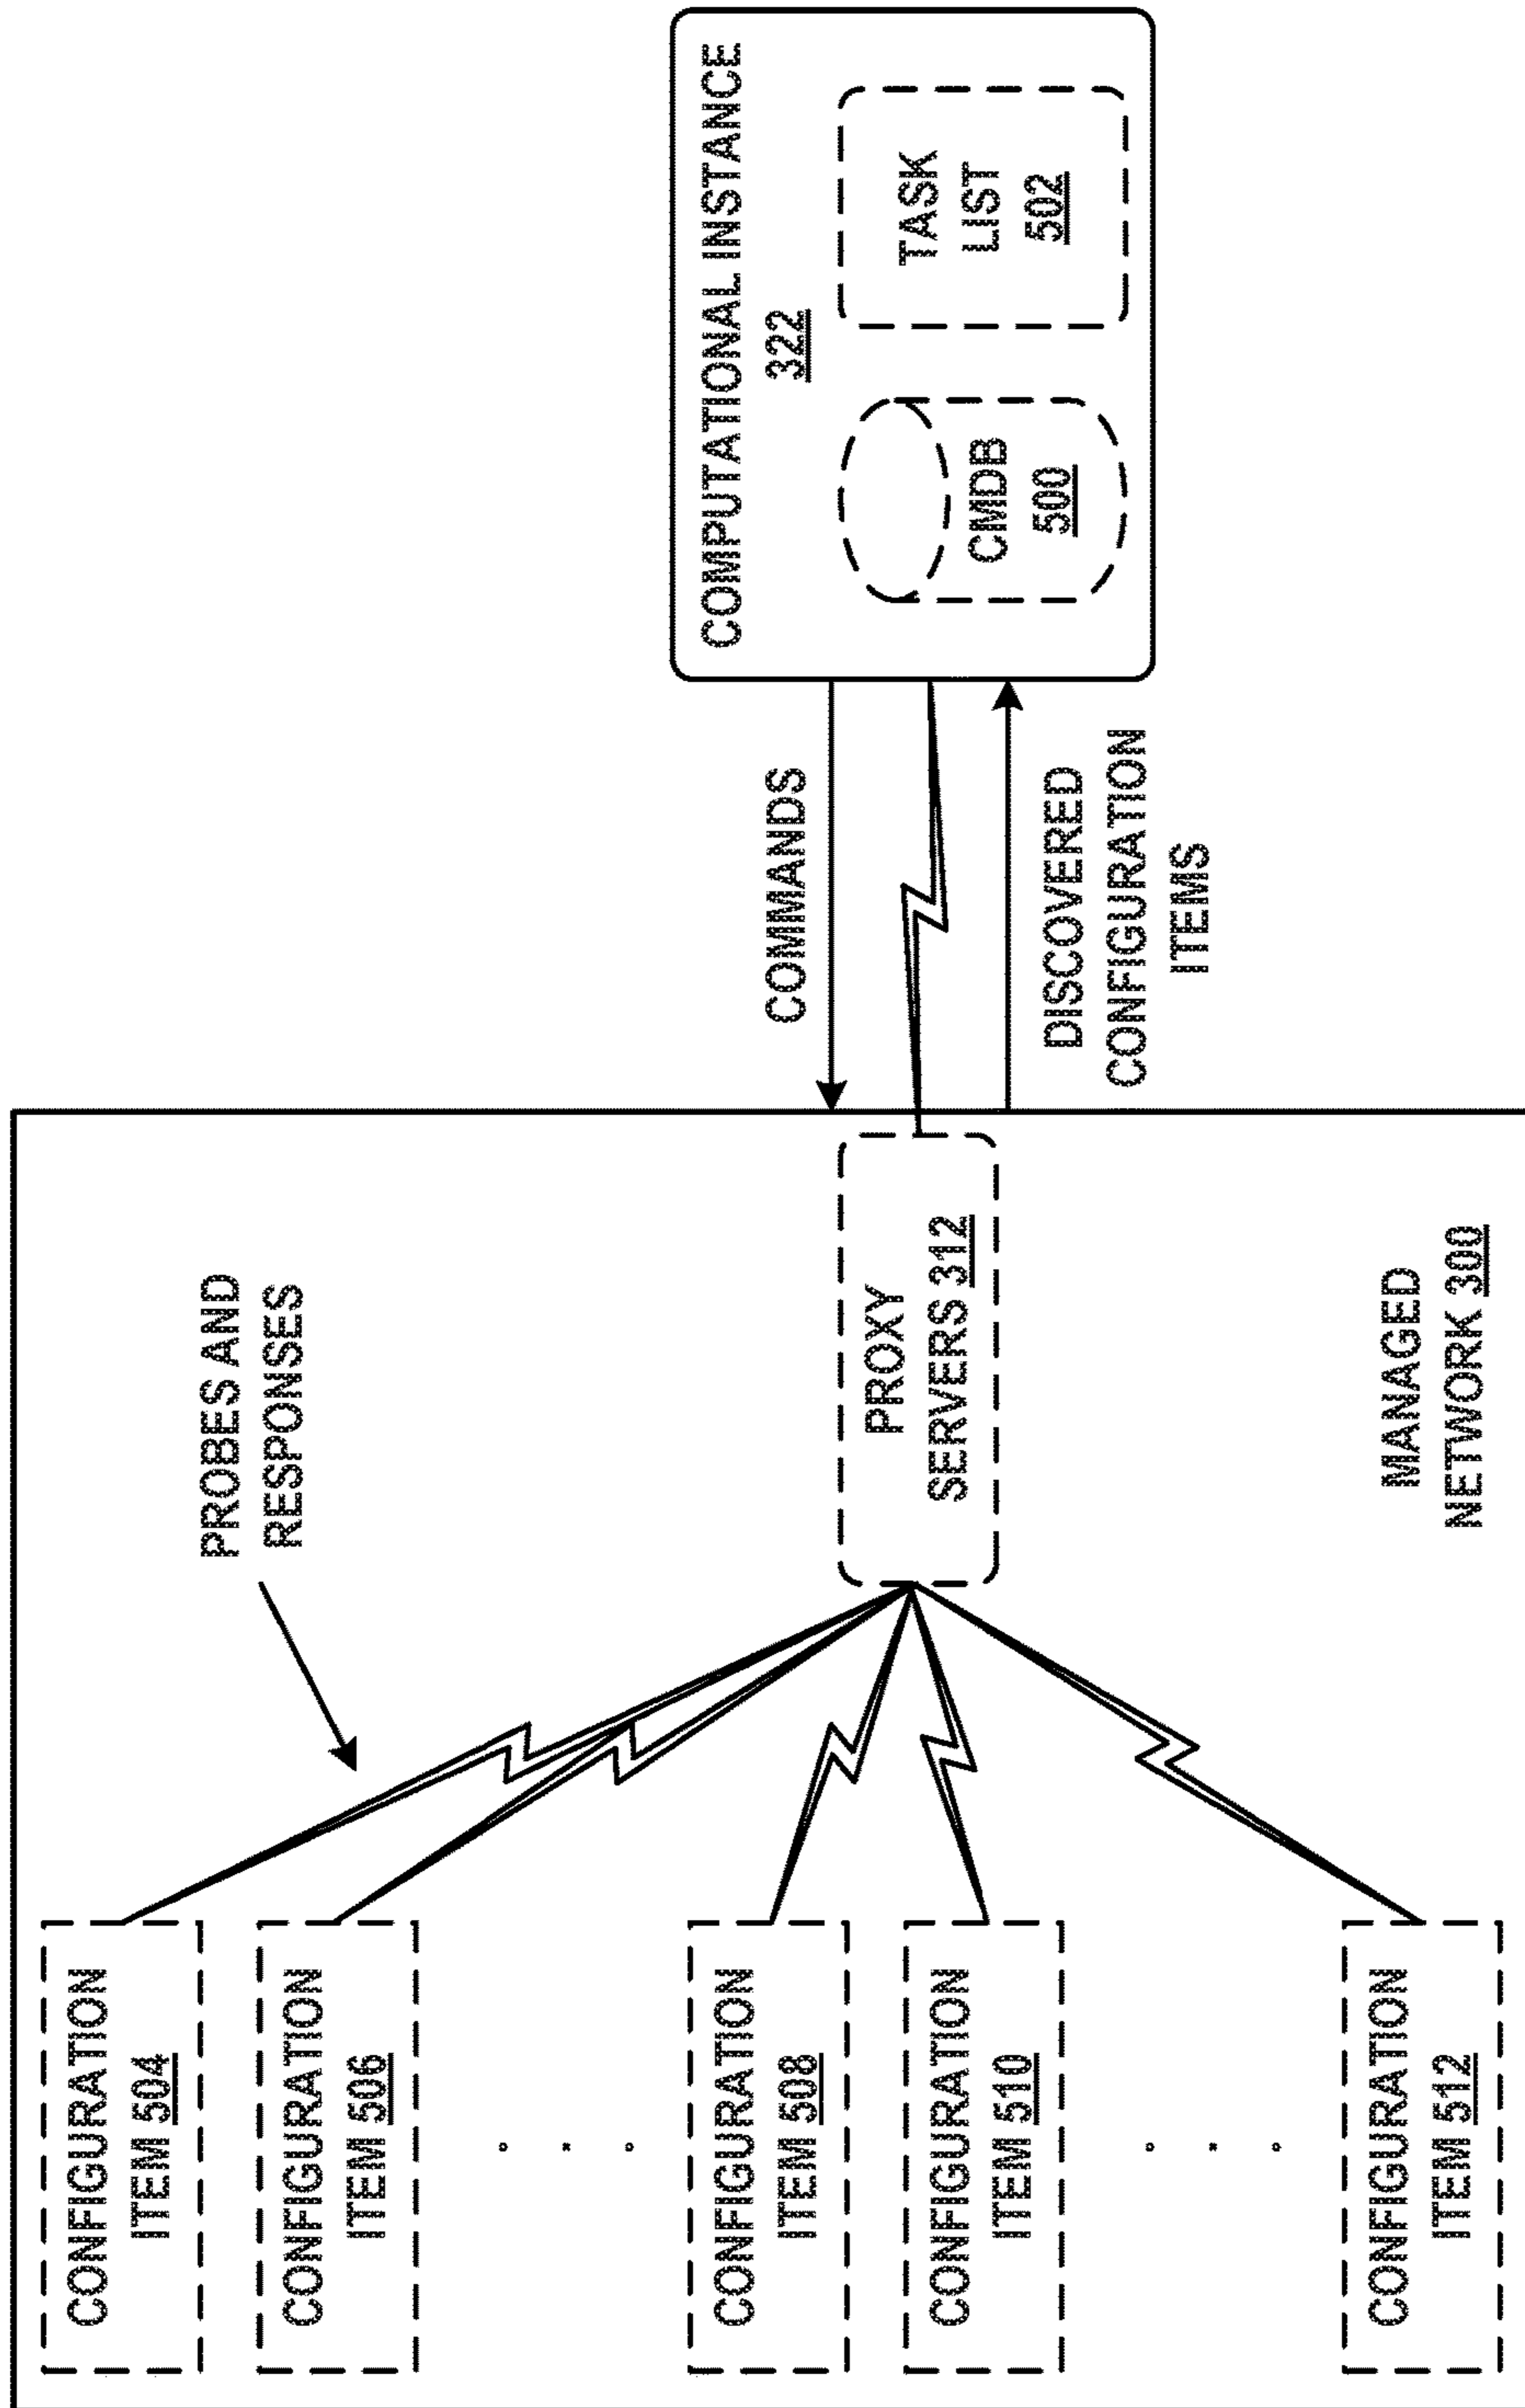 COMPUTATIONAL INSTANCE
322
CMDB
500
TASK
LIST
502
COMMANDS
DISCOVERED
CONFIGURATION
ITEMS
PROBES AND
RESPONSES
PROXY
SERVERS 312
MANAGED
NETWORK 300
CONFIGURATION
ITEM 504
CONFIGURATION
ITEM 506
CONFIGURATION
ITEM 508
CONFIGURATION
ITEM 510
CONFIGURATION
ITEM 512